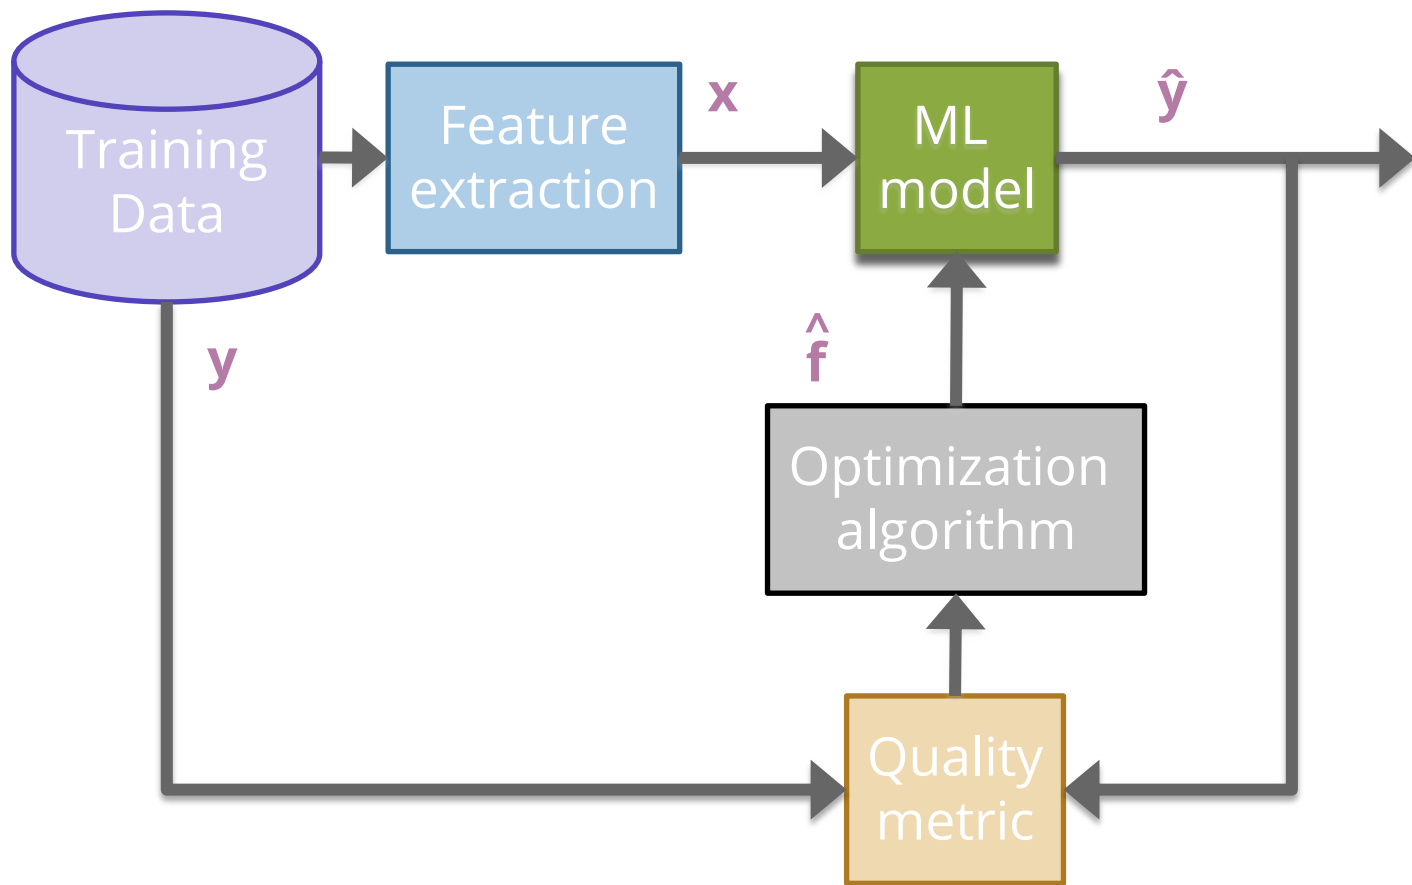 Training
Data
Feature
extraction
x
ML
model
ŷ
y
f̂
Optimization
algorithm
Quality
metric